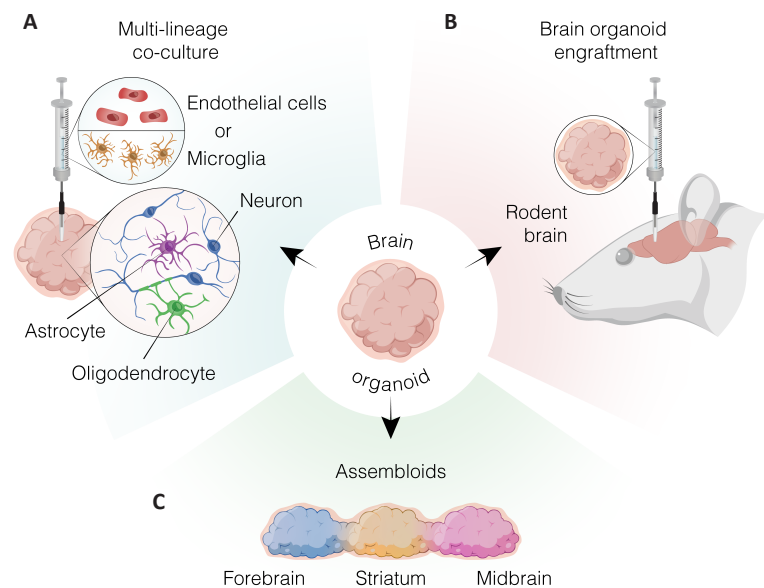 A
Multi-lineage
co-culture
Endothelial cells
or
Microglia
Neuron
Astrocyte
Oligodendrocyte
B
Brain organoid
engraftment
Rodent
brain
Brain
organoid
Assembloids
C
Forebrain
Striatum
Midbrain